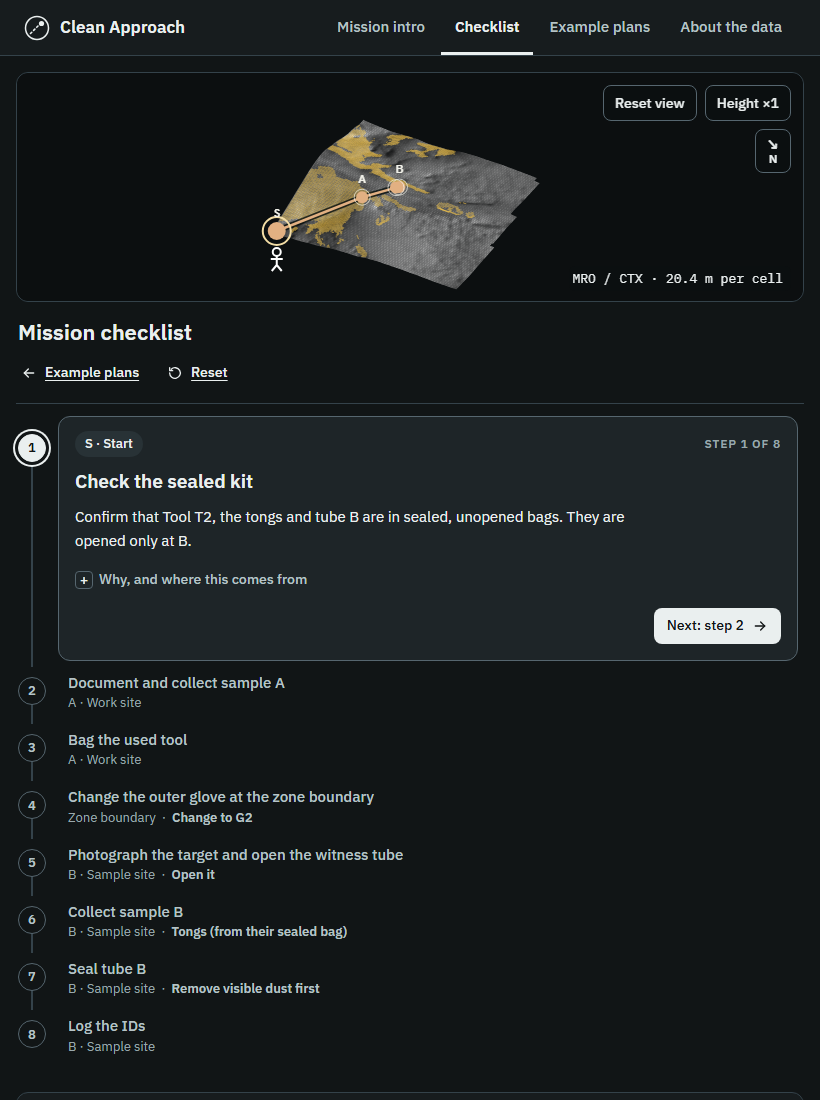 Clean Approach
Mission intro
Checklist
Example plans
About the data
Reset view
Height ×1
↘
N
A
B
S
MRO / CTX · 20.4 m per cell
Mission checklist
← Example plans
Reset
1
S · Start
STEP 1 OF 8
Check the sealed kit
Confirm that Tool T2, the tongs and tube B are in sealed, unopened bags. They are
opened only at B.
+ Why, and where this comes from
Next: step 2 →
2
Document and collect sample A
A · Work site
3
Bag the used tool
A · Work site
4
Change the outer glove at the zone boundary
Zone boundary · Change to G2
5
Photograph the target and open the witness tube
B · Sample site · Open it
6
Collect sample B
B · Sample site · Tongs (from their sealed bag)
7
Seal tube B
B · Sample site · Remove visible dust first
8
Log the IDs
B · Sample site